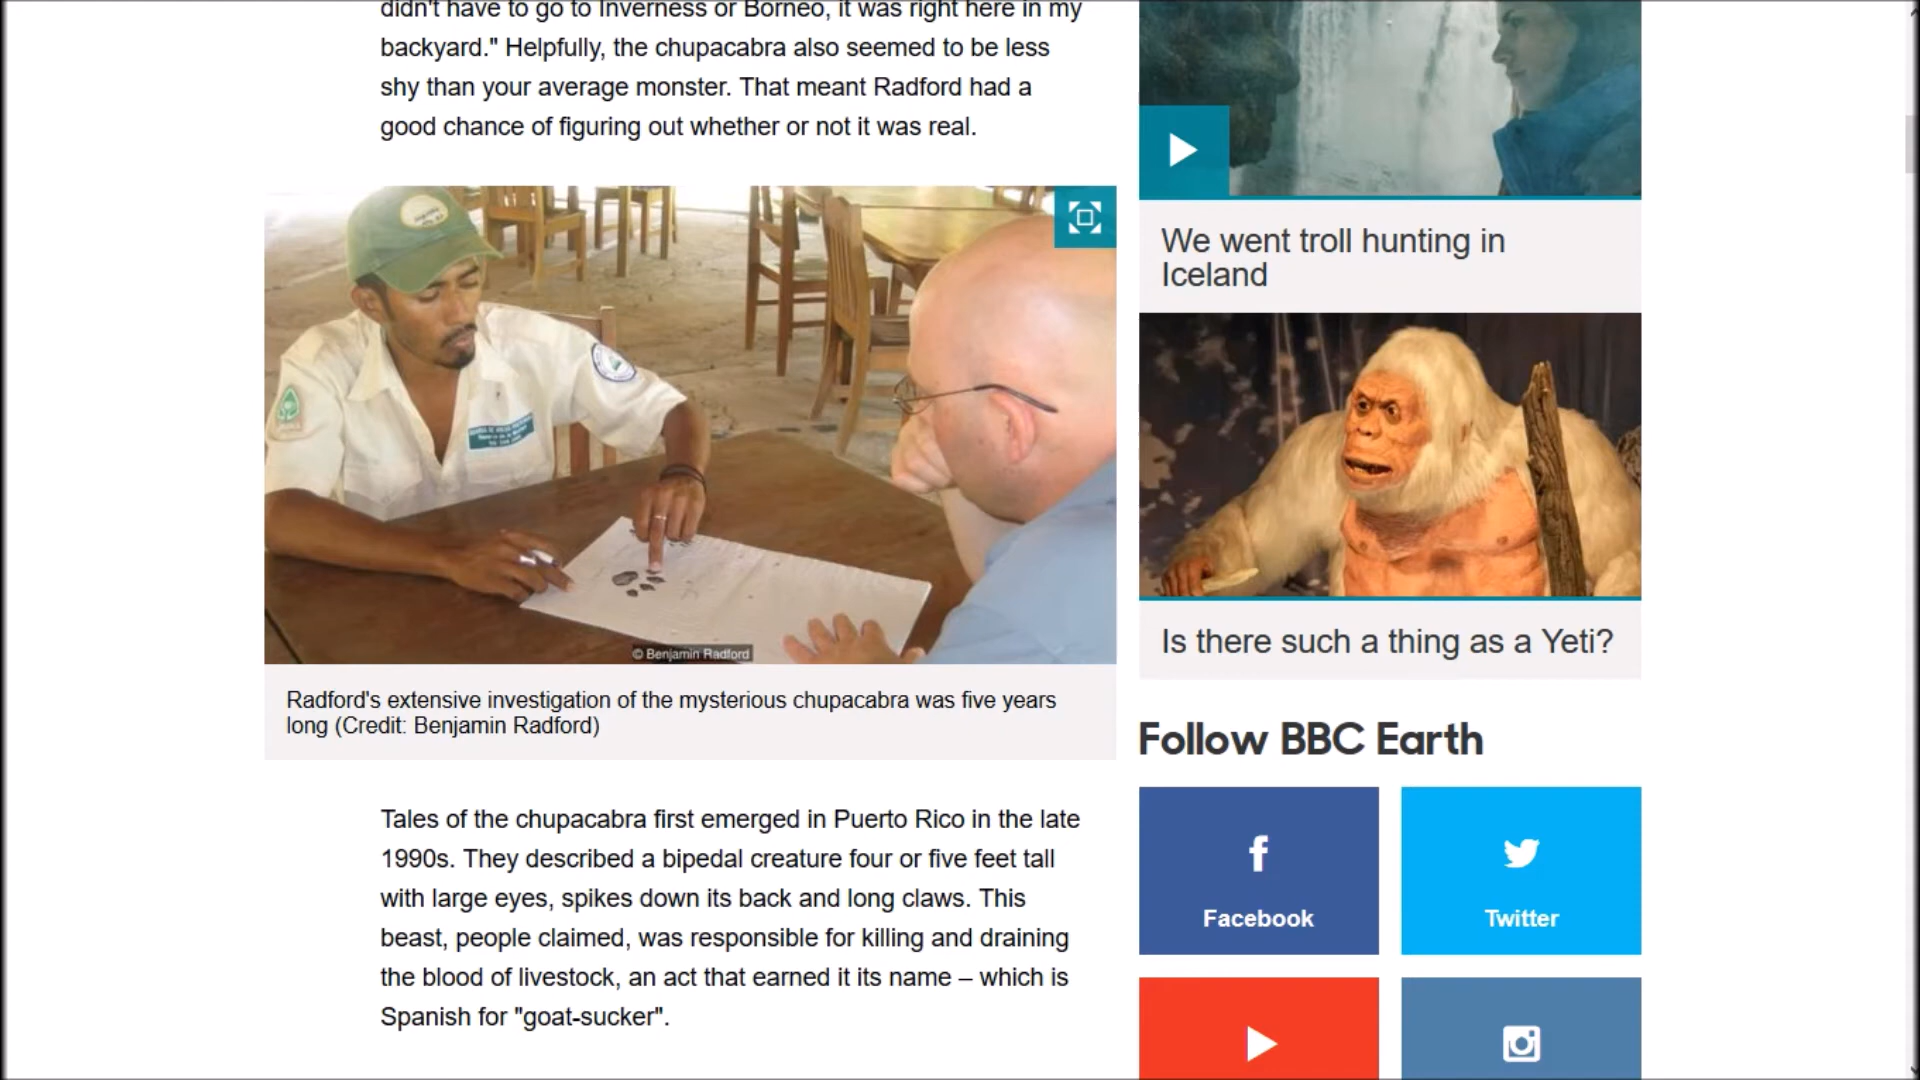 didn't have to go to Inverness or Borneo, it was right here in my
backyard." Helpfully, the chupacabra also seemed to be less
shy than your average monster. That meant Radford had a
good chance of figuring out whether or not it was real.
© Benjamin Radford
Radford's extensive investigation of the mysterious chupacabra was five years
long (Credit: Benjamin Radford)
Tales of the chupacabra first emerged in Puerto Rico in the late
1990s. They described a bipedal creature four or five feet tall
with large eyes, spikes down its back and long claws. This
beast, people claimed, was responsible for killing and draining
the blood of livestock, an act that earned it its name – which is
Spanish for "goat-sucker".
We went troll hunting in
Iceland
Is there such a thing as a Yeti?
Follow BBC Earth
Facebook
Twitter